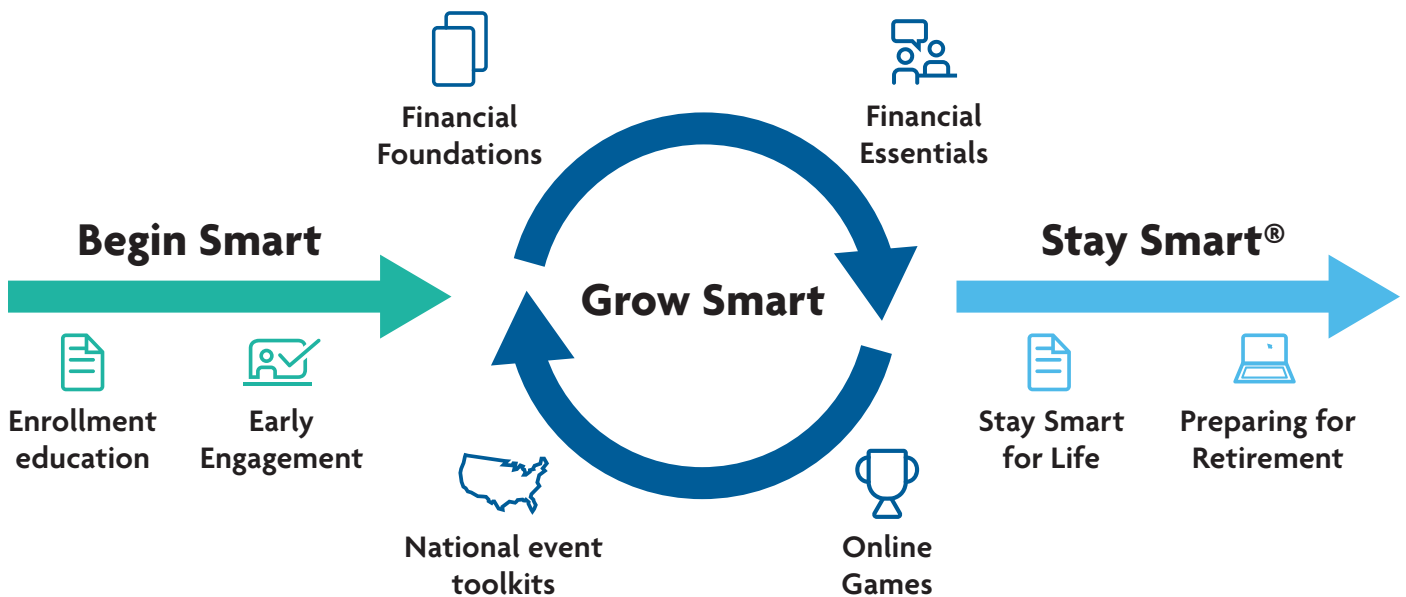 Begin Smart
Enrollment
education
Early
Engagement
Financial
Foundations
Financial
Essentials
Grow Smart
National event
toolkits
Online
Games
Stay Smart®
Stay Smart
for Life
Preparing for
Retirement